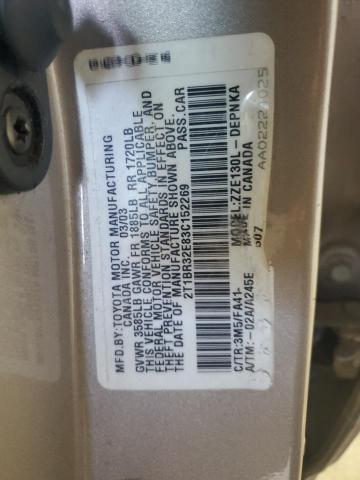 MFD.BY:TOYOTA MOTOR MANUFACTURING
CANADA INC. 03/03
GVWR 3585LB GAWR FR 1885LB RR 1720LB
THIS VEHICLE CONFORMS TO ALL APPLICABLE
FEDERAL MOTOR VEHICLE SAFETY, BUMPER, AND
THEFT PREVENTION STANDARDS IN EFFECT ON
THE DATE OF MANUFACTURE SHOWN ABOVE.
2T1BR32E83C152269 PASS.CAR
C/TR:3M5/FA41- MODEL:ZZE130L-DEPNKA
A/TM:-02A/A245E MADE IN CANADA
507